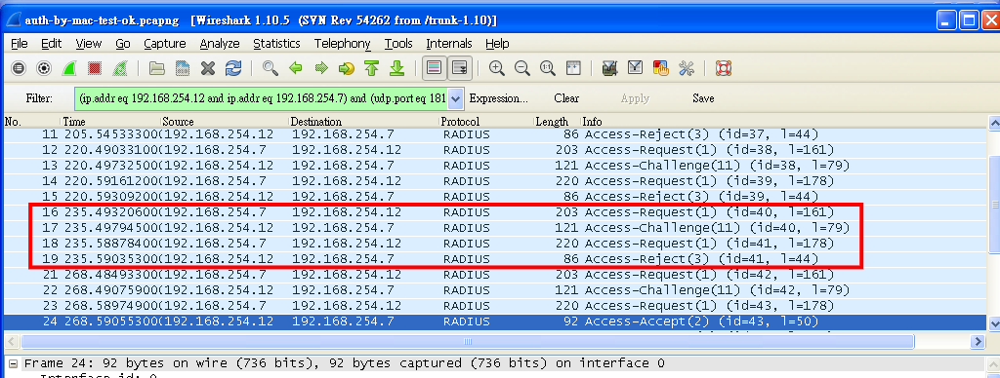 auth-by-mac-test-ok.pcapng [Wireshark 1.10.5 (SVN Rev 54262 from /trunk-1.10)]
File Edit View Go Capture Analyze Statistics Telephony Tools Internals Help
Filter: (ip.addr eq 192.168.254.12 and ip.addr eq 192.168.254.7) and (udp.port eq 181 Expression... Clear Apply Save
No. Time Source Destination Protocol Length Info
11 205.54533300(192.168.254.12 192.168.254.7 RADIUS 86 Access-Reject(3) (id=37, l=44)
12 220.49033100(192.168.254.7 192.168.254.12 RADIUS 203 Access-Request(1) (id=38, l=161)
13 220.49732500(192.168.254.12 192.168.254.7 RADIUS 121 Access-Challenge(11) (id=38, l=79)
14 220.59161200(192.168.254.7 192.168.254.12 RADIUS 220 Access-Request(1) (id=39, l=178)
15 220.59309200(192.168.254.12 192.168.254.7 RADIUS 86 Access-Reject(3) (id=39, l=44)
16 235.49320600(192.168.254.7 192.168.254.12 RADIUS 203 Access-Request(1) (id=40, l=161)
17 235.49794500(192.168.254.12 192.168.254.7 RADIUS 121 Access-Challenge(11) (id=40, l=79)
18 235.58878400(192.168.254.7 192.168.254.12 RADIUS 220 Access-Request(1) (id=41, l=178)
19 235.59035300(192.168.254.12 192.168.254.7 RADIUS 86 Access-Reject(3) (id=41, l=44)
21 268.48493000(192.168.254.7 192.168.254.12 RADIUS 203 Access-Request(1) (id=42, l=161)
22 268.49075900(192.168.254.12 192.168.254.7 RADIUS 121 Access-Challenge(11) (id=42, l=79)
23 268.58974900(192.168.254.7 192.168.254.12 RADIUS 220 Access-Request(1) (id=43, l=178)
24 268.59055300(192.168.254.12 192.168.254.7 RADIUS 92 Access-Accept(2) (id=43, l=50)
Frame 24: 92 bytes on wire (736 bits), 92 bytes captured (736 bits) on interface 0
Interface id: 0